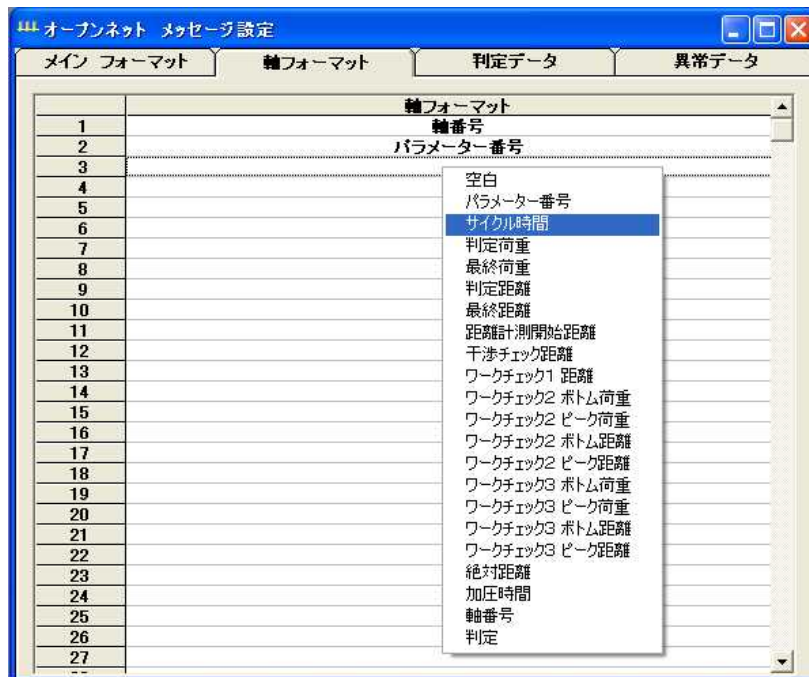 オープンネット メッセージ設定
メイン フォーマット
軸フォーマット
判定データ
異常データ
軸フォーマット
1 軸番号
2 パラメーター番号
3
4
5
6
7
8
9
10
11
12
13
14
15
16
17
18
19
20
21
22
23
24
25
26
27
空白
パラメーター番号
サイクル時間
判定荷重
最終荷重
判定距離
最終距離
距離計測開始距離
干渉チェック距離
ワークチェック1 距離
ワークチェック2 ボトム荷重
ワークチェック2 ピーク荷重
ワークチェック2 ボトム距離
ワークチェック2 ピーク距離
ワークチェック3 ボトム荷重
ワークチェック3 ピーク荷重
ワークチェック3 ボトム距離
ワークチェック3 ピーク距離
絶対距離
加圧時間
軸番号
判定